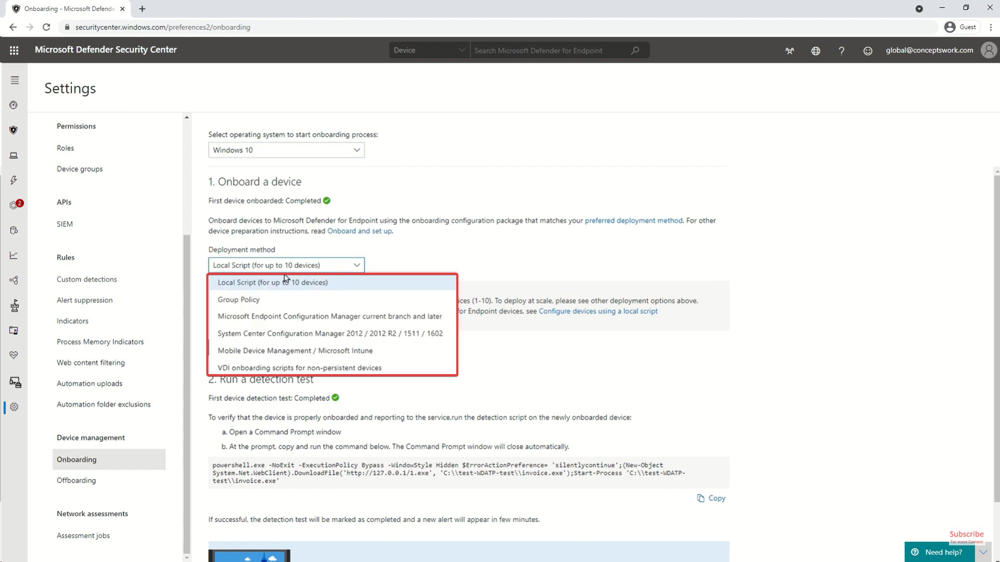 Onboarding - Microsoft Defende
securitycenter.windows.com/preferences2/onboarding
Guest
Microsoft Defender Security Center
Device
Search Microsoft Defender for Endpoint
global@conceptswork.com
Settings
2
Permissions
Roles
Device groups
APIs
SIEM
Rules
Custom detections
Alert suppression
Indicators
Process Memory Indicators
Web content filtering
Automation uploads
Automation folder exclusions
Device management
Onboarding
Offboarding
Network assessments
Assessment jobs
Select operating system to start onboarding process:
Windows 10
1. Onboard a device
First device onboarded: Completed
Onboard devices to Microsoft Defender for Endpoint using the onboarding configuration package that matches your preferred deployment method. For other
device preparation instructions, read Onboard and set up.
Deployment method
Local Script (for up to 10 devices)
Local Script (for up to 10 devices)
Group Policy
Microsoft Endpoint Configuration Manager current branch and later
System Center Configuration Manager 2012 / 2012 R2 / 1511 / 1602
Mobile Device Management / Microsoft Intune
VDI onboarding scripts for non-persistent devices
ices (1-10). To deploy at scale, please see other deployment options above.
for Endpoint devices, see Configure devices using a local script
2. Run a detection test
First device detection test: Completed
To verify that the device is properly onboarded and reporting to the service,run the detection script on the newly onboarded device:
a. Open a Command Prompt window
b. At the prompt, copy and run the command below. The Command Prompt window will close automatically.
powershell.exe -NoExit -ExecutionPolicy Bypass -WindowStyle Hidden $ErrorActionPreference= 'silentlycontinue';(New-Object
System.Net.WebClient).DownloadFile('http://127.0.0.1/1.exe', 'C:\\test-WDATP-test\\invoice.exe');Start-Process 'C:\\test-WDATP-
test\\invoice.exe'
Copy
If successful, the detection test will be marked as completed and a new alert will appear in few minutes.
Subscribe
For more Content
Need help?